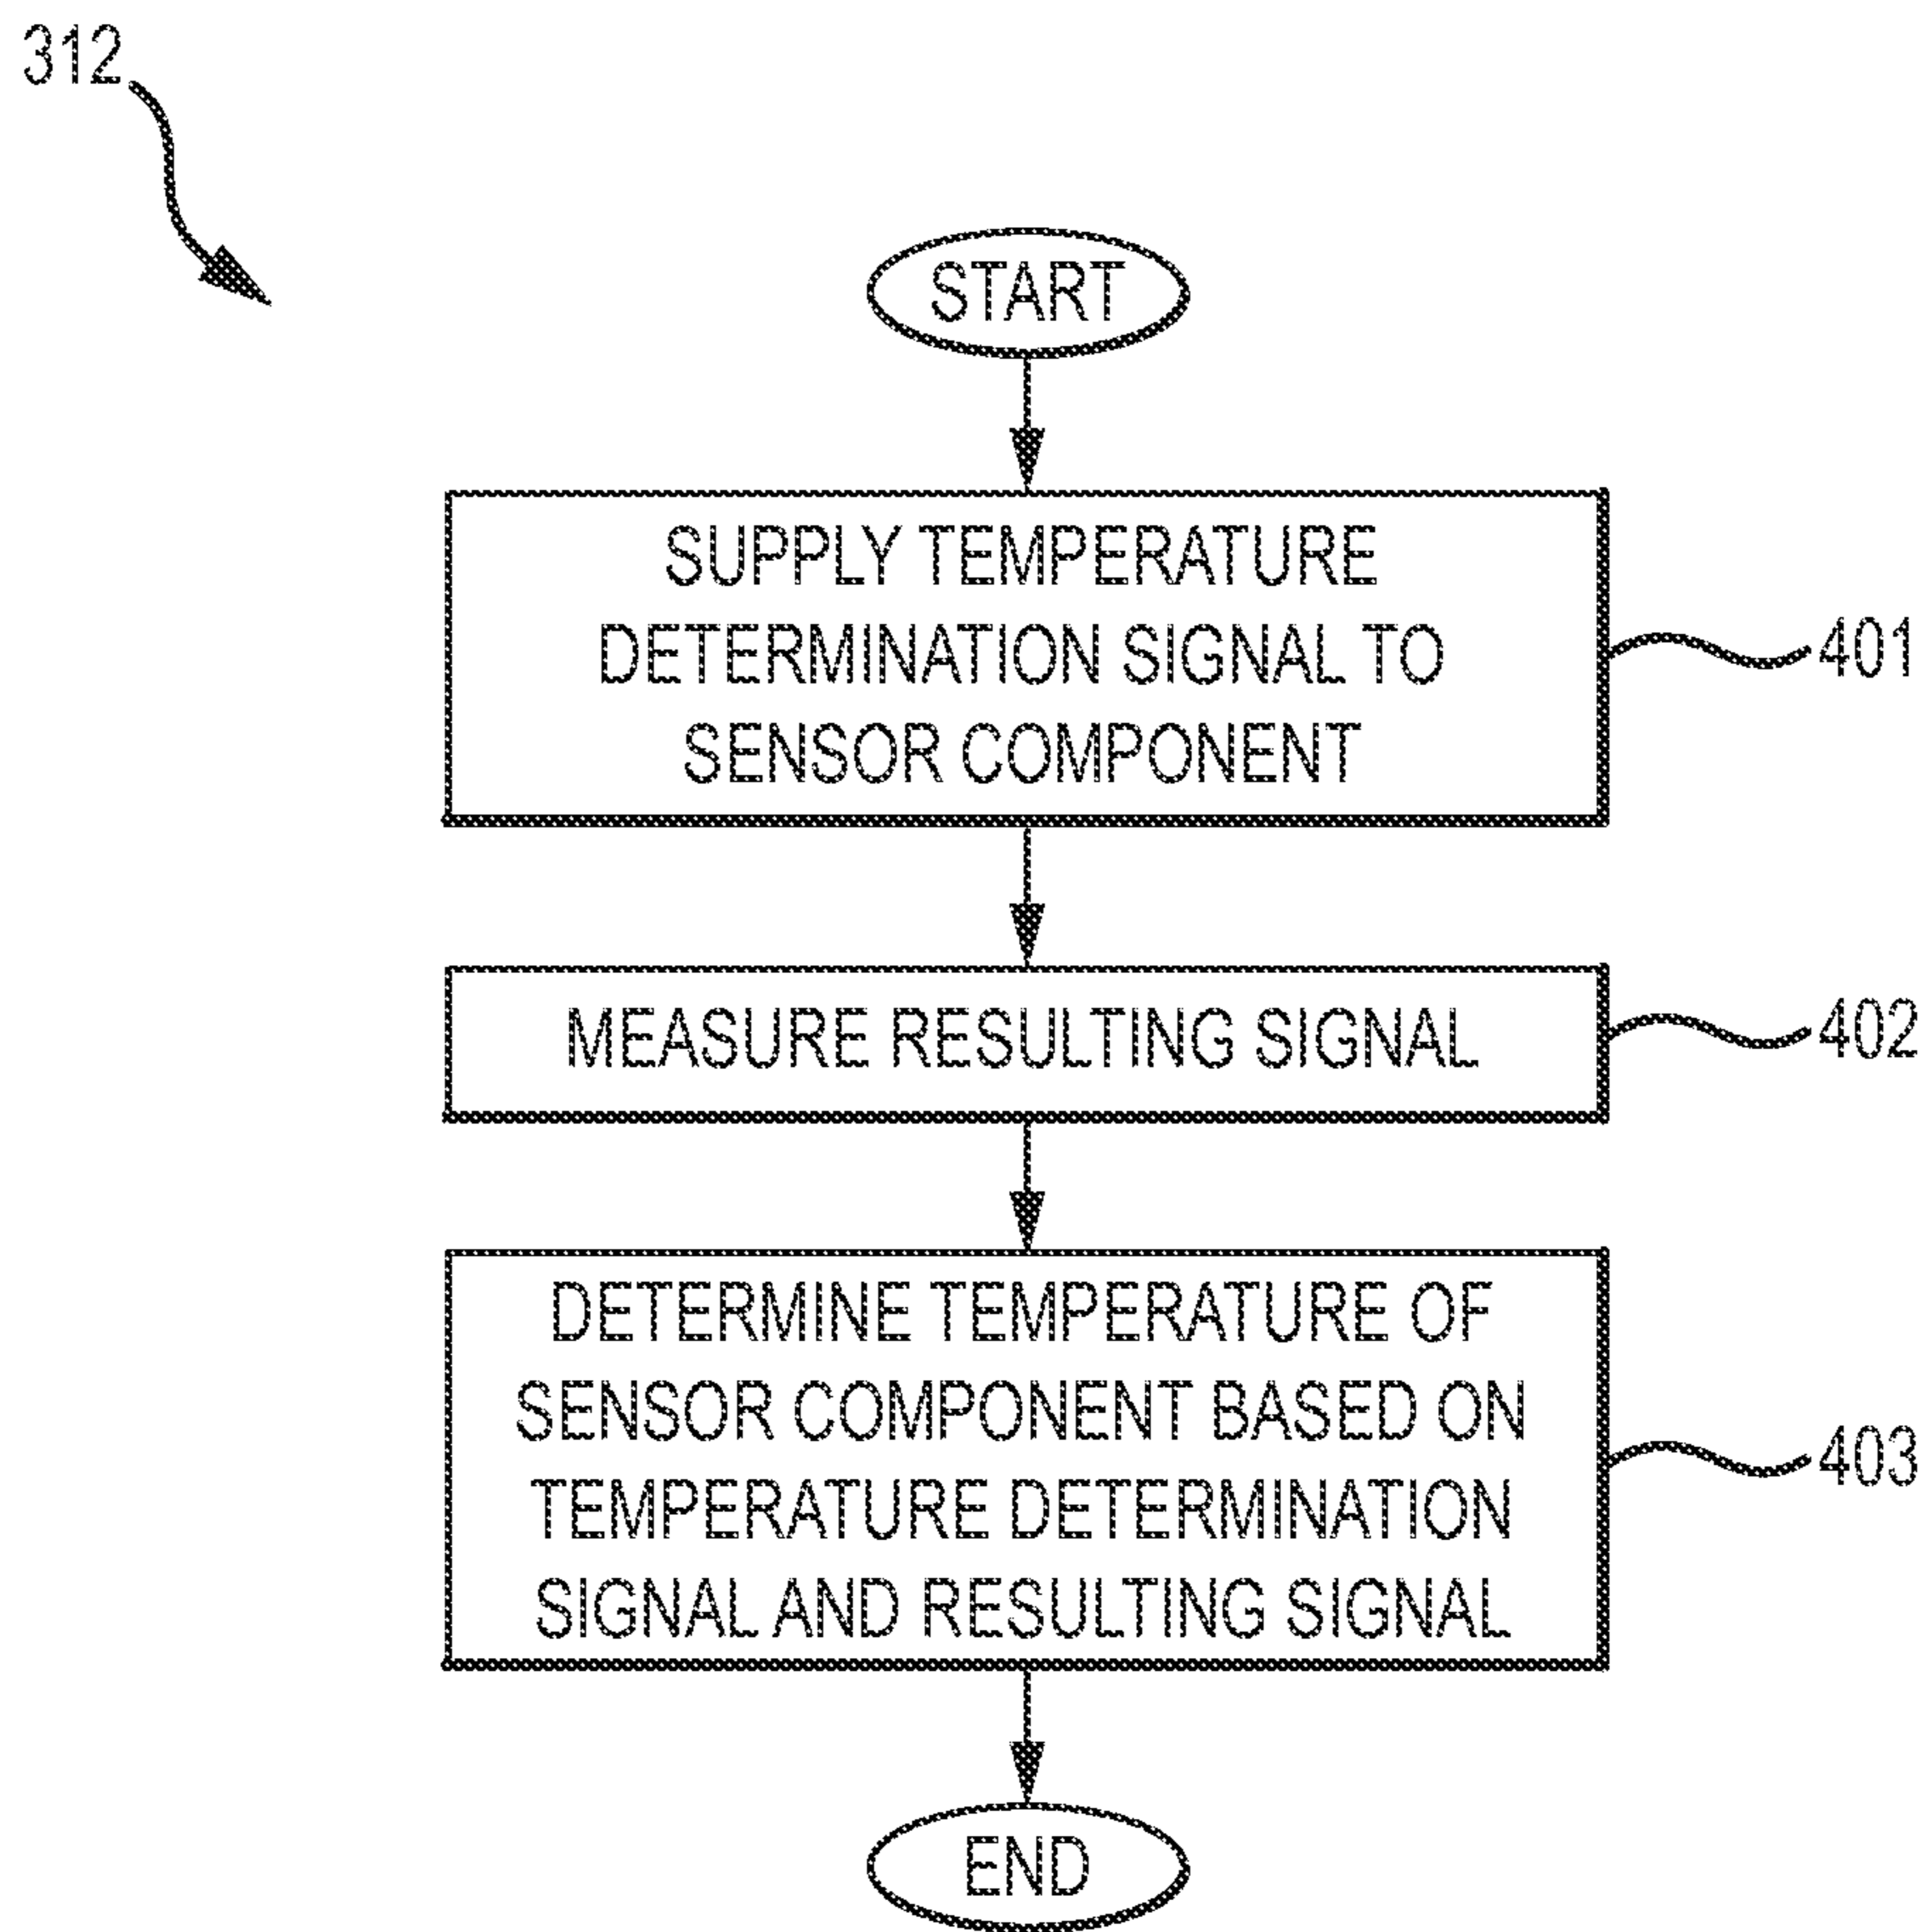 312
START
SUPPLY TEMPERATURE
DETERMINATION SIGNAL TO
SENSOR COMPONENT
401
MEASURE RESULTING SIGNAL
402
DETERMINE TEMPERATURE OF
SENSOR COMPONENT BASED ON
TEMPERATURE DETERMINATION
SIGNAL AND RESULTING SIGNAL
403
END